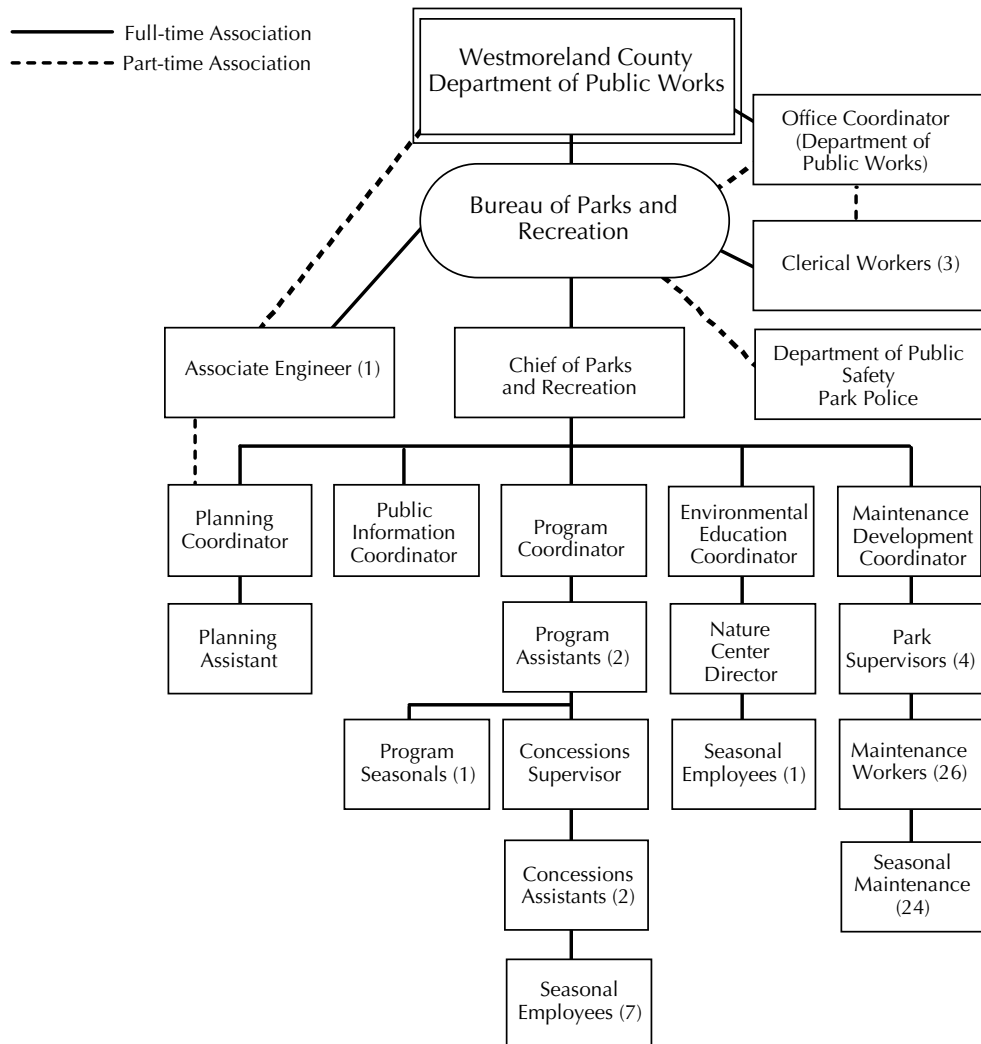 Full-time Association
Part-time Association
Westmoreland County
Department of Public Works
Office Coordinator
(Department of
Public Works)
Bureau of Parks and
Recreation
Clerical Workers (3)
Associate Engineer (1)
Chief of Parks
and Recreation
Department of Public
Safety
Park Police
Planning
Coordinator
Public
Information
Coordinator
Program
Coordinator
Environmental
Education
Coordinator
Maintenance
Development
Coordinator
Planning
Assistant
Program
Assistants (2)
Nature
Center
Director
Park
Supervisors (4)
Program
Seasonals (1)
Concessions
Supervisor
Seasonal
Employees (1)
Maintenance
Workers (26)
Concessions
Assistants (2)
Seasonal
Maintenance
(24)
Seasonal
Employees (7)